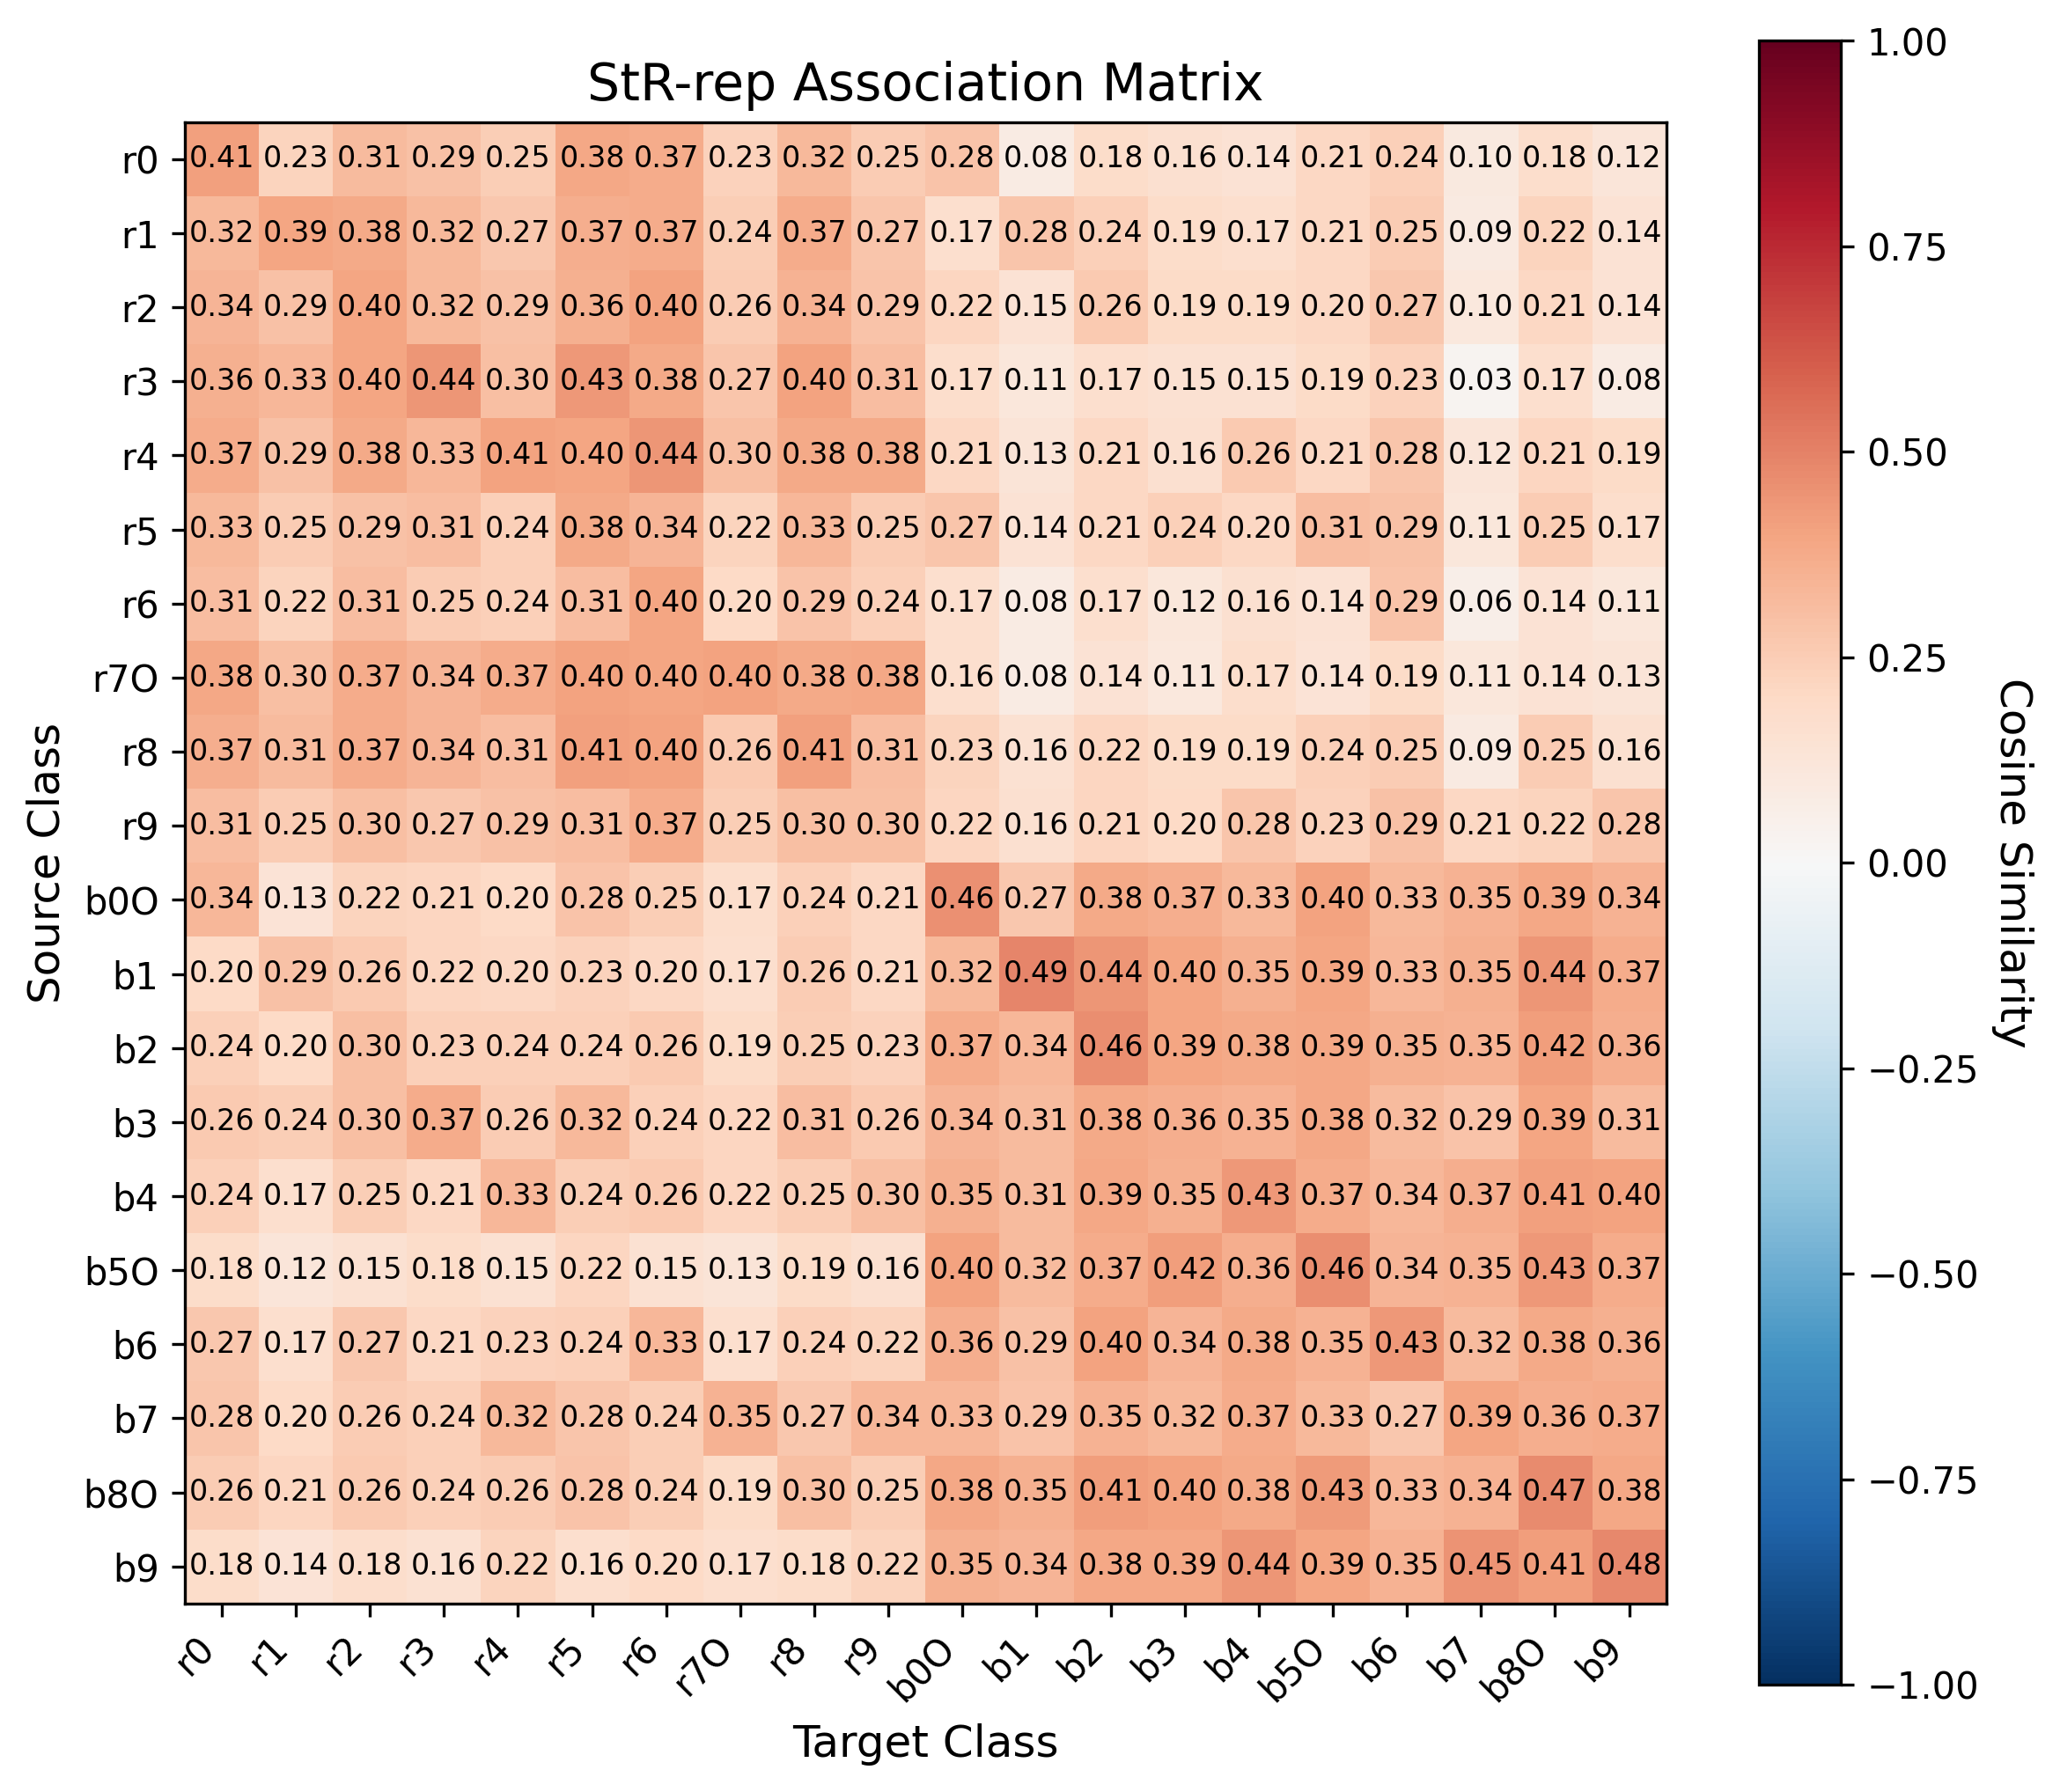 StR-rep Association Matrix
r0 0.41 0.23 0.31 0.29 0.25 0.38 0.37 0.23 0.32 0.25 0.28 0.08 0.18 0.16 0.14 0.21 0.24 0.10 0.18 0.12
r1 0.32 0.39 0.38 0.32 0.27 0.37 0.37 0.24 0.37 0.27 0.17 0.28 0.24 0.19 0.17 0.21 0.25 0.09 0.22 0.14
r2 0.34 0.29 0.40 0.32 0.29 0.36 0.40 0.26 0.34 0.29 0.22 0.15 0.26 0.19 0.19 0.20 0.27 0.10 0.21 0.14
r3 0.36 0.33 0.40 0.44 0.30 0.43 0.38 0.27 0.40 0.31 0.17 0.11 0.17 0.15 0.15 0.19 0.23 0.03 0.17 0.08
r4 0.37 0.29 0.38 0.33 0.41 0.40 0.44 0.30 0.38 0.38 0.21 0.13 0.21 0.16 0.26 0.21 0.28 0.12 0.21 0.19
r5 0.33 0.25 0.29 0.31 0.24 0.38 0.34 0.22 0.33 0.25 0.27 0.14 0.21 0.24 0.20 0.31 0.29 0.11 0.25 0.17
r6 0.31 0.22 0.31 0.25 0.24 0.31 0.40 0.20 0.29 0.24 0.17 0.08 0.17 0.12 0.16 0.14 0.29 0.06 0.14 0.11
r7O 0.38 0.30 0.37 0.34 0.37 0.40 0.40 0.40 0.38 0.38 0.16 0.08 0.14 0.11 0.17 0.14 0.19 0.11 0.14 0.13
r8 0.37 0.31 0.37 0.34 0.31 0.41 0.40 0.26 0.41 0.31 0.23 0.16 0.22 0.19 0.19 0.24 0.25 0.09 0.25 0.16
r9 0.31 0.25 0.30 0.27 0.29 0.31 0.37 0.25 0.30 0.30 0.22 0.16 0.21 0.20 0.28 0.23 0.29 0.21 0.22 0.28
b0O 0.34 0.13 0.22 0.21 0.20 0.28 0.25 0.17 0.24 0.21 0.46 0.27 0.38 0.37 0.33 0.40 0.33 0.35 0.39 0.34
b1 0.20 0.29 0.26 0.22 0.20 0.23 0.20 0.17 0.26 0.21 0.32 0.49 0.44 0.40 0.35 0.39 0.33 0.35 0.44 0.37
b2 0.24 0.20 0.30 0.23 0.24 0.24 0.26 0.19 0.25 0.23 0.37 0.34 0.46 0.39 0.38 0.39 0.35 0.35 0.42 0.36
b3 0.26 0.24 0.30 0.37 0.26 0.32 0.24 0.22 0.31 0.26 0.34 0.31 0.38 0.36 0.35 0.38 0.32 0.29 0.39 0.31
b4 0.24 0.17 0.25 0.21 0.33 0.24 0.26 0.22 0.25 0.30 0.35 0.31 0.39 0.35 0.43 0.37 0.34 0.37 0.41 0.40
b5O 0.18 0.12 0.15 0.18 0.15 0.22 0.15 0.13 0.19 0.16 0.40 0.32 0.37 0.42 0.36 0.46 0.34 0.35 0.43 0.37
b6 0.27 0.17 0.27 0.21 0.23 0.24 0.33 0.17 0.24 0.22 0.36 0.29 0.40 0.34 0.38 0.35 0.43 0.32 0.38 0.36
b7 0.28 0.20 0.26 0.24 0.32 0.28 0.24 0.35 0.27 0.34 0.33 0.29 0.35 0.32 0.37 0.33 0.27 0.39 0.36 0.37
b8O 0.26 0.21 0.26 0.24 0.26 0.28 0.24 0.19 0.30 0.25 0.38 0.35 0.41 0.40 0.38 0.43 0.33 0.34 0.47 0.38
b9 0.18 0.14 0.18 0.16 0.22 0.16 0.20 0.17 0.18 0.22 0.35 0.34 0.38 0.39 0.44 0.39 0.35 0.45 0.41 0.48
r0 r1 r2 r3 r4 r5 r6 r7O r8 r9 b0O b1 b2 b3 b4 b5O b6 b7 b8O b9
Target Class
Source Class
1.00
0.75
0.50
0.25
0.00
−0.25
−0.50
−0.75
−1.00
Cosine Similarity